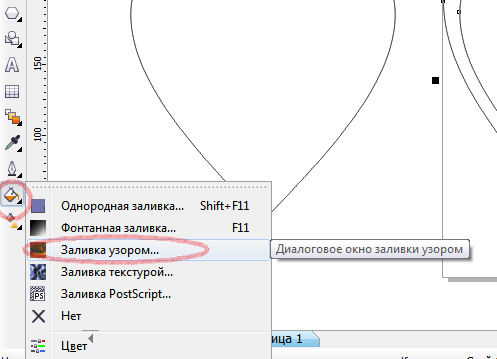 150
100
Однородная заливка... Shift+F11
Фонтанная заливка... F11
Заливка узором...
Диалоговое окно заливки узором
Заливка текстурой...
Заливка PostScript...
Нет
ица 1
Цвет